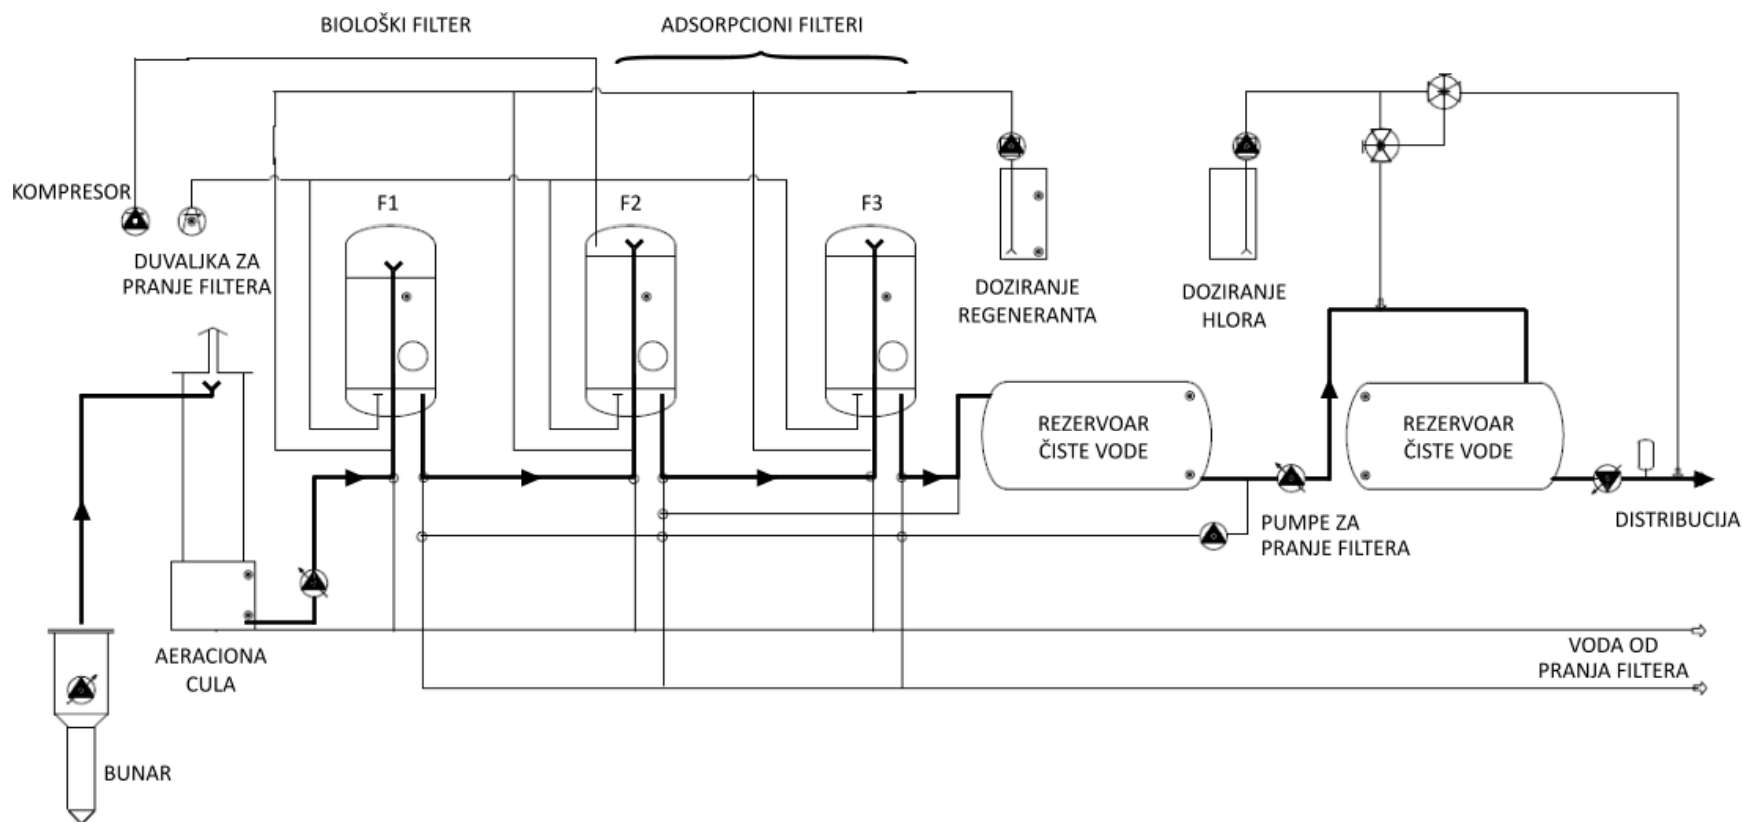 BIOLOŠKI FILTER
ADSORPCIONI FILTERI
KOMPRESOR
DUVALJKA ZA
PRANJE FILTERA
F1
F2
F3
DOZIRANJE
REGENERANTA
DOZIRANJE
HLORA
REZERVOAR
ČISTE VODE
REZERVOAR
ČISTE VODE
PUMPE ZA
PRANJE FILTERA
DISTRIBUCIJA
AERACIONA
CULA
VODA OD
PRANJA FILTERA
BUNAR